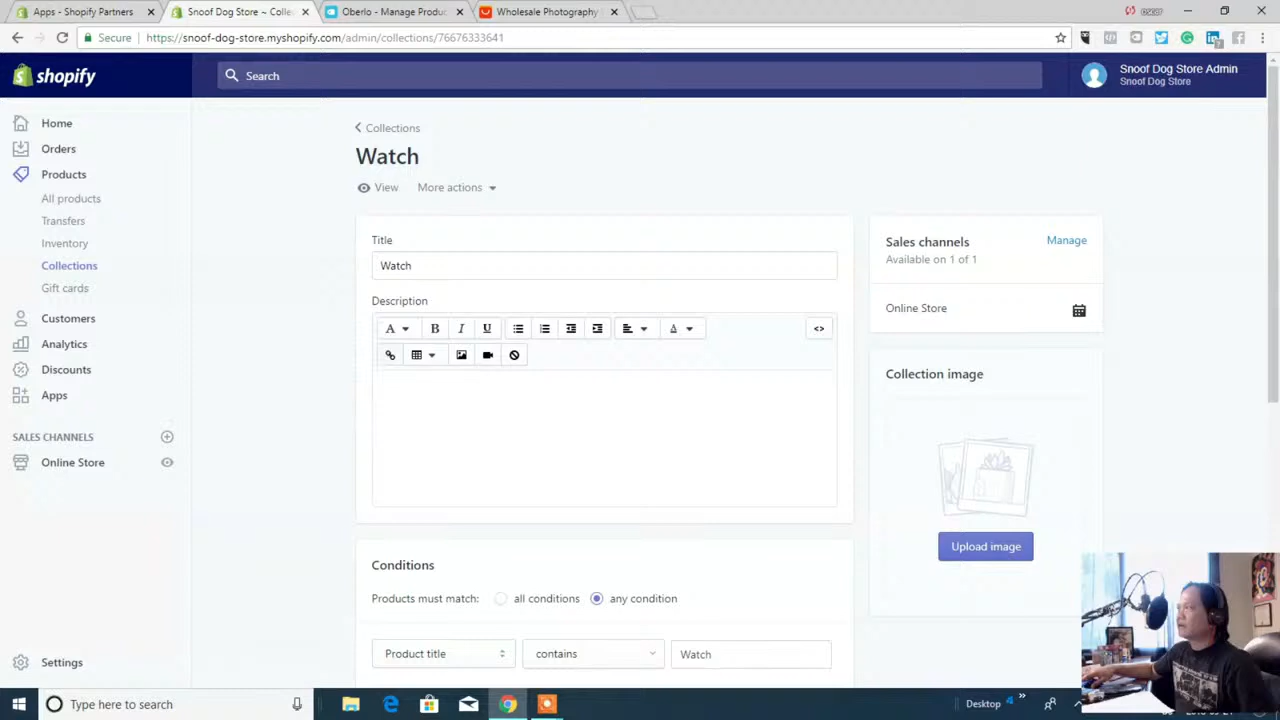 Apps - Shopify Partners
Snoof Dog Store ~ Colle
Oberlo - Manage Produc
Wholesale Photography
Secure
https://snoof-dog-store.myshopify.com/admin/collections/76676333641
shopify
Search
Snoof Dog Store Admin
Snoof Dog Store
Home
Orders
Products
All products
Transfers
Inventory
Collections
Gift cards
Customers
Analytics
Discounts
Apps
SALES CHANNELS
Online Store
Settings
Collections
Watch
View
More actions
Title
Watch
Description
A B I U A <>
Conditions
Products must match: all conditions any condition
Product title contains Watch
Sales channels
Manage
Available on 1 of 1
Online Store
Collection image
Upload image
Type here to search
Desktop